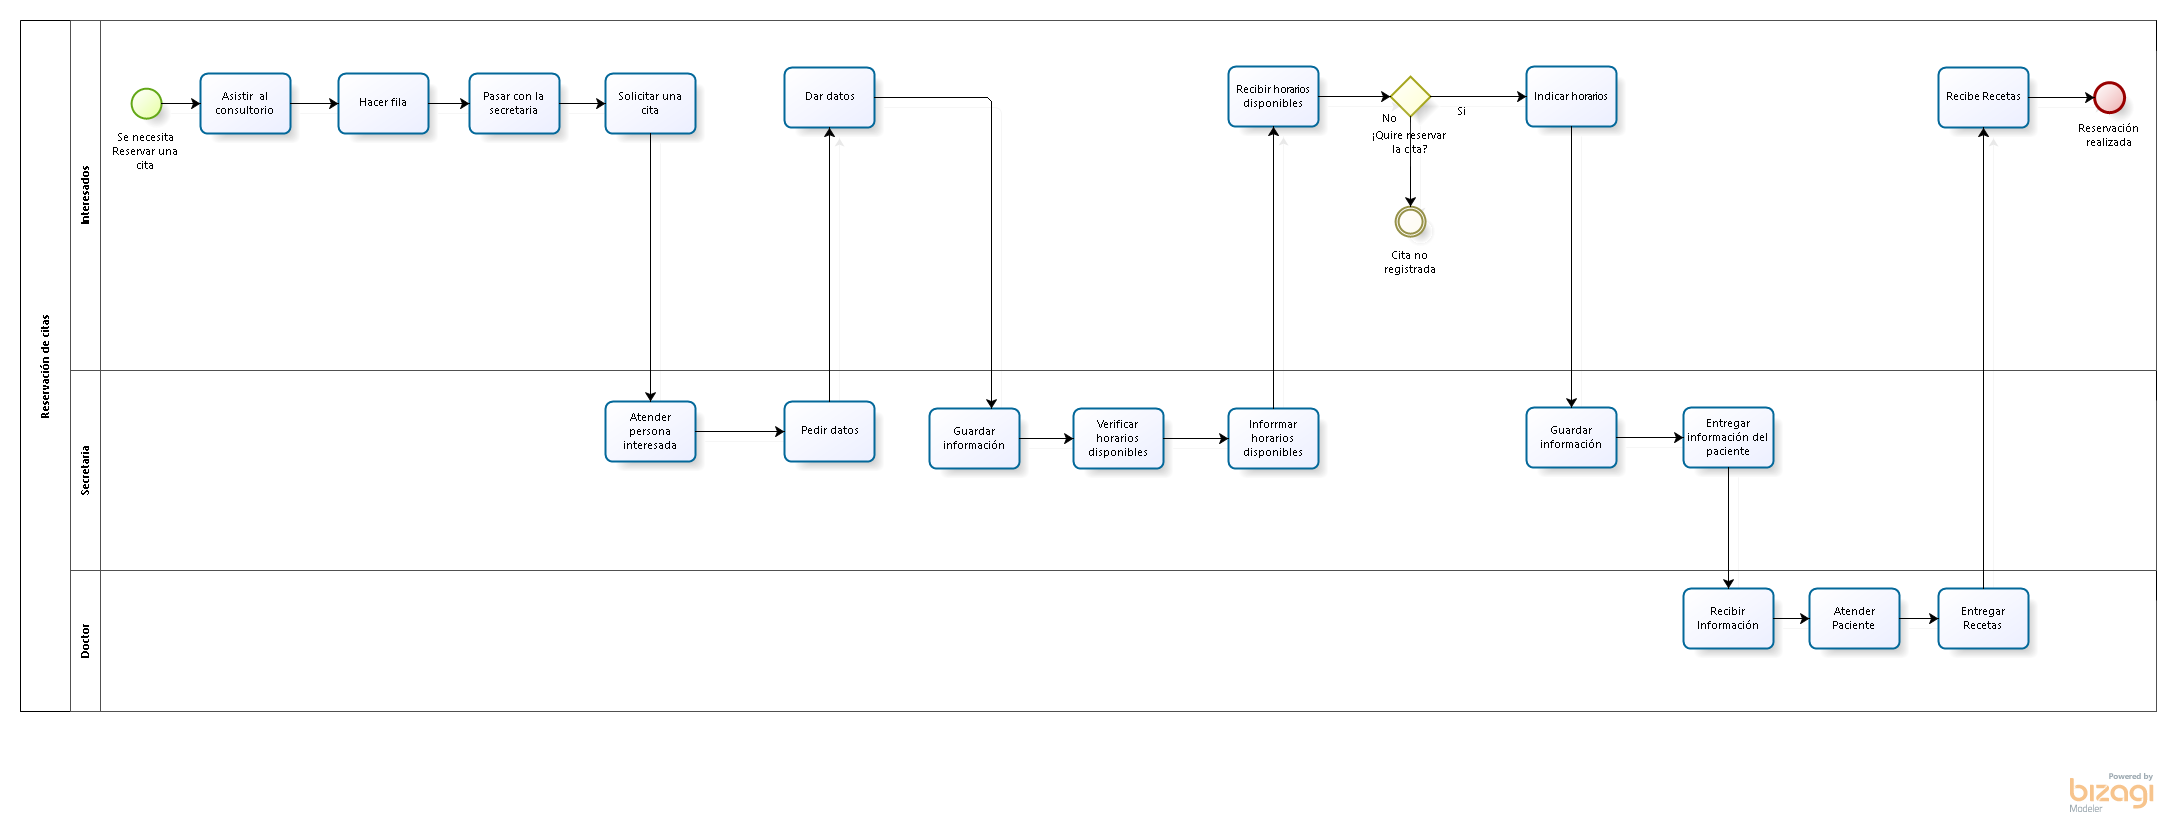 Reservación de citas
Interesados
Se necesita
Reservar una
cita
Asistir al
consultorio
Hacer fila
Pasar con la
secretaria
Solicitar una
cita
Dar datos
Recibir horarios
disponibles
No
¡Quire reservar
la cita?
Si
Cita no
registrada
Indicar horarios
Recibe Recetas
Reservación
realizada
Secretaria
Atender
persona
interesada
Pedir datos
Guardar
información
Verificar
horarios
disponibles
Inforrmar
horarios
disponibles
Guardar
información
Entregar
información del
paciente
Doctor
Recibir
Información
Atender
Paciente
Entregar
Recetas
Powered by
bizagi
Modeler